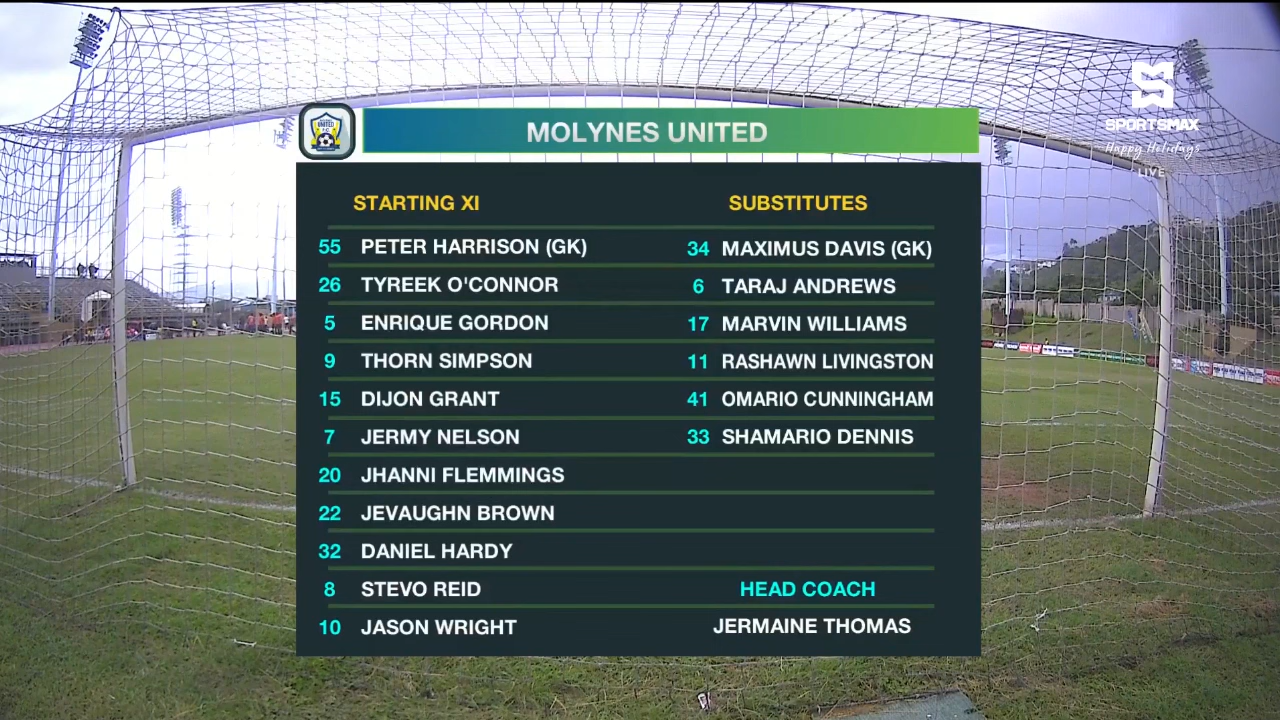 MOLYNES UNITED
SPORTSMAX
Happy Holidays
LIVE
UNITED
STARTING XI
55 PETER HARRISON (GK)
26 TYREEK O'CONNOR
5 ENRIQUE GORDON
9 THORN SIMPSON
15 DIJON GRANT
7 JERMY NELSON
20 JHANNI FLEMMINGS
22 JEVAUGHN BROWN
32 DANIEL HARDY
8 STEVO REID
10 JASON WRIGHT
SUBSTITUTES
34 MAXIMUS DAVIS (GK)
6 TARAJ ANDREWS
17 MARVIN WILLIAMS
11 RASHAWN LIVINGSTON
41 OMARIO CUNNINGHAM
33 SHAMARIO DENNIS
HEAD COACH
JERMAINE THOMAS